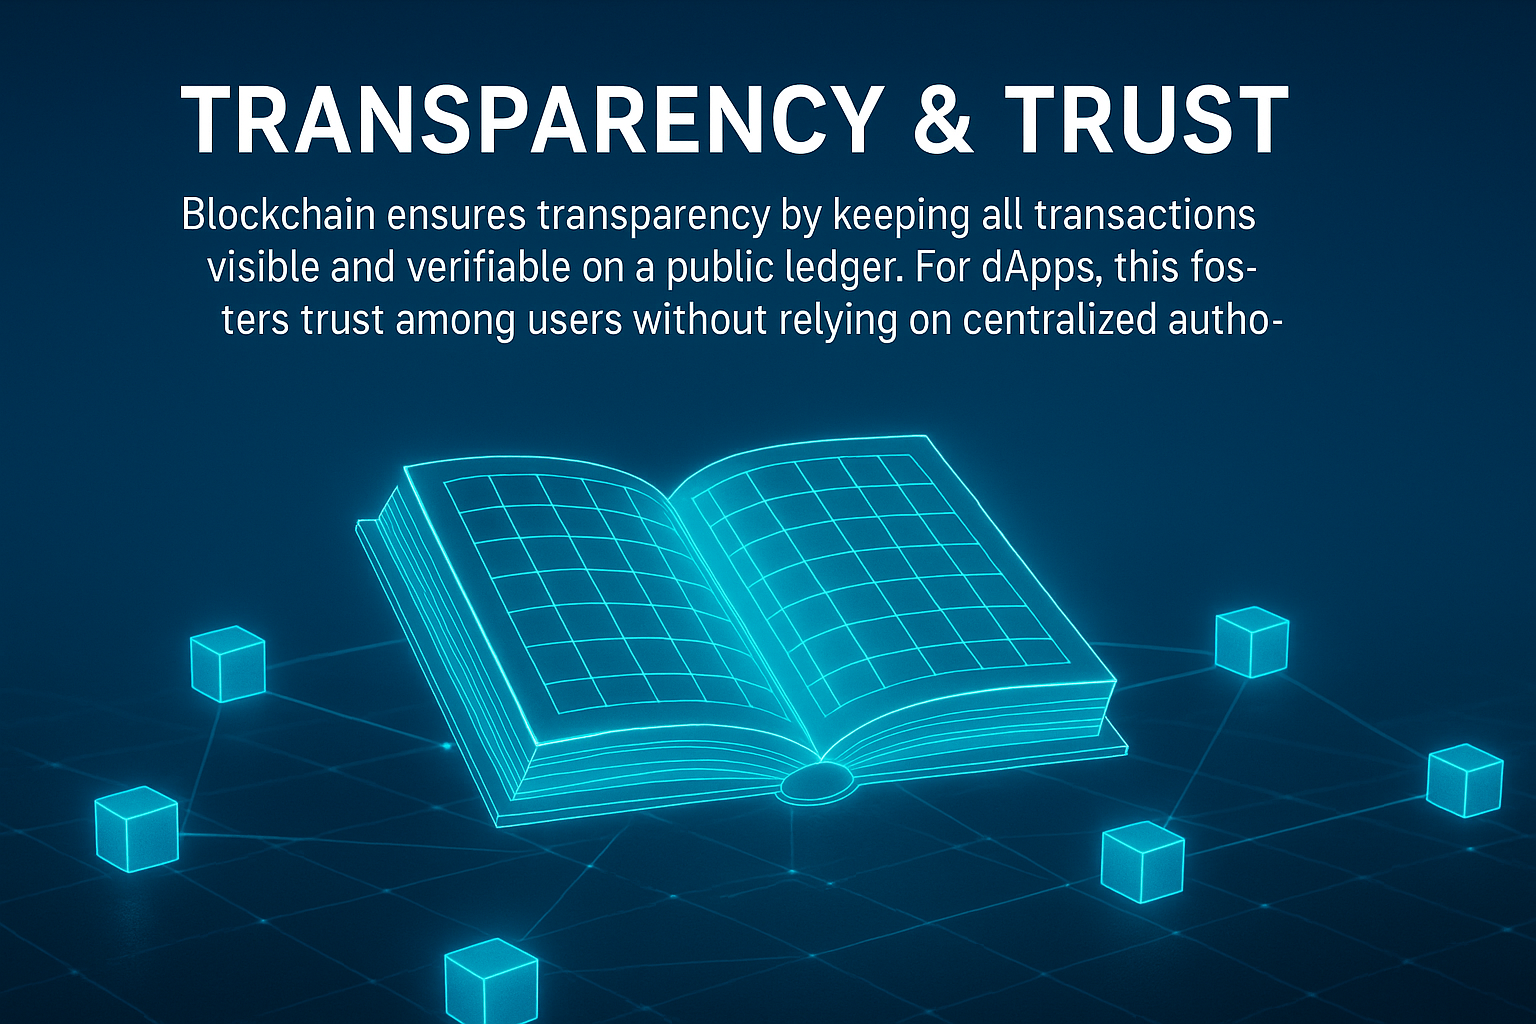 TRANSPARENCY & TRUST
Blockchain ensures transparency by keeping all transactions
visible and verifiable on a public ledger. For dApps, this fos-
ters trust among users without relying on centralized autho-